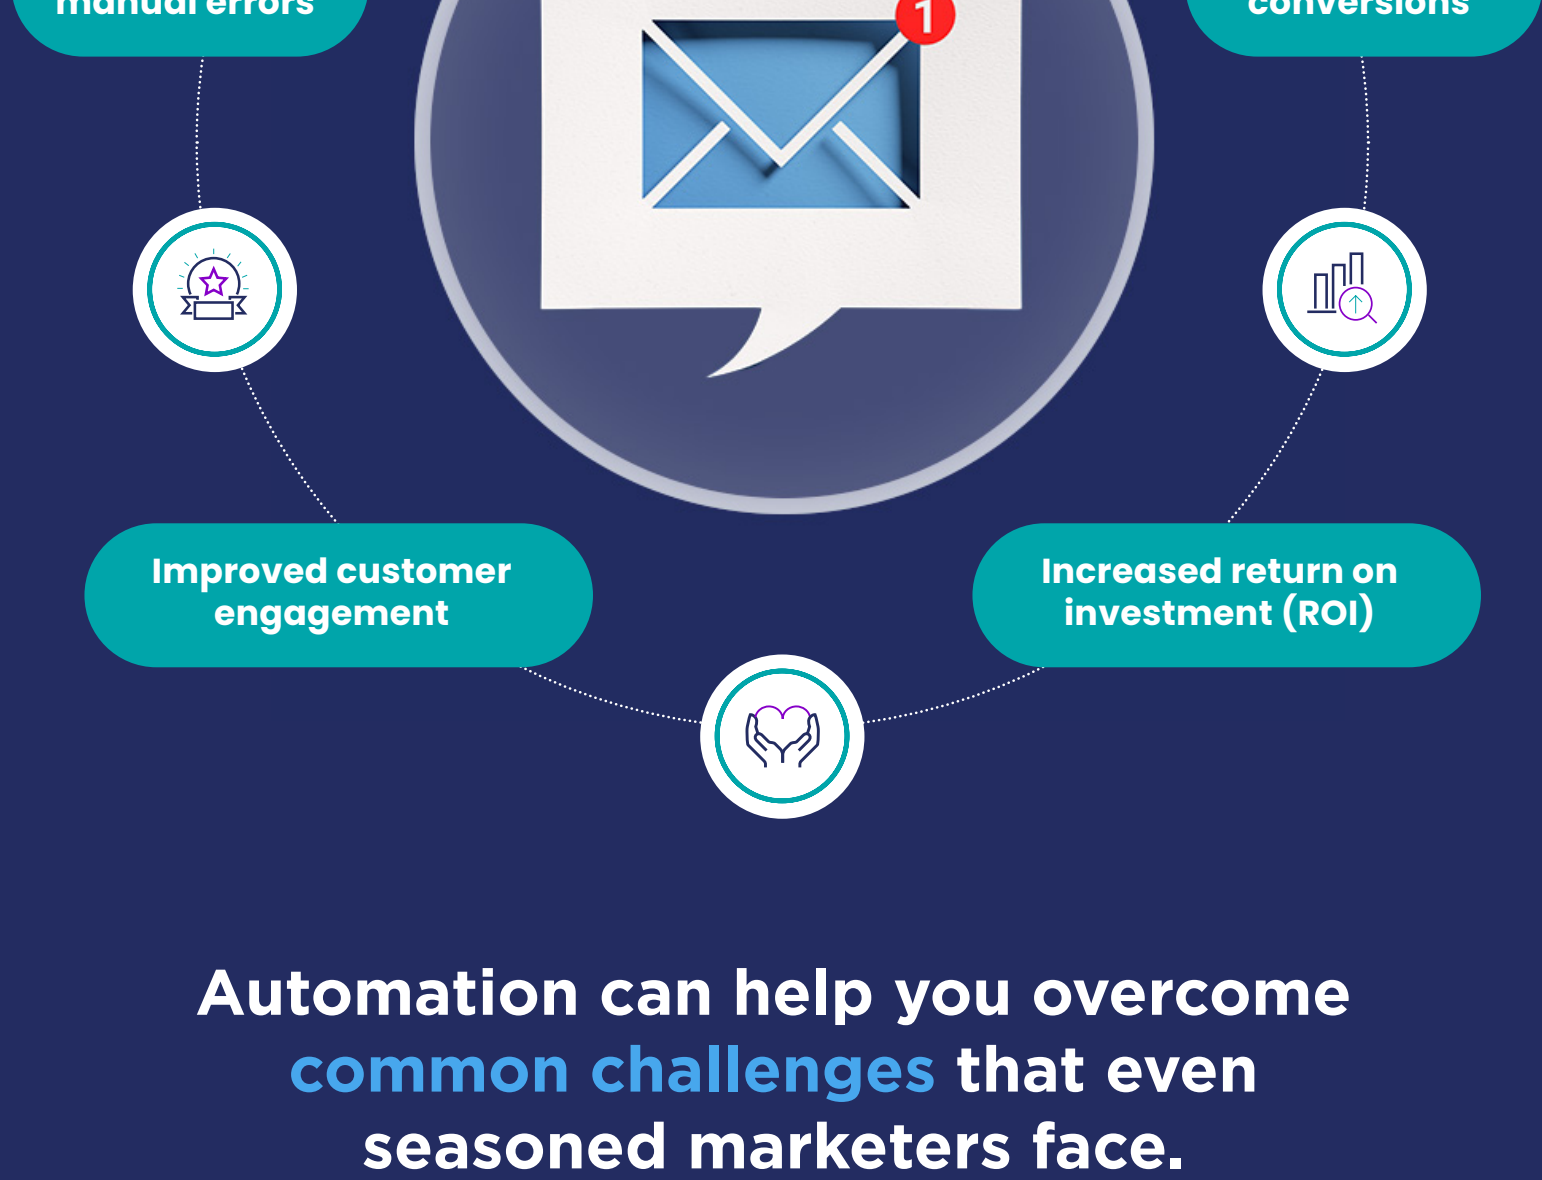 manual errors
conversions
1
Improved customer
engagement
Increased return on
investment (ROI)
Automation can help you overcome
common challenges that even
seasoned marketers face.